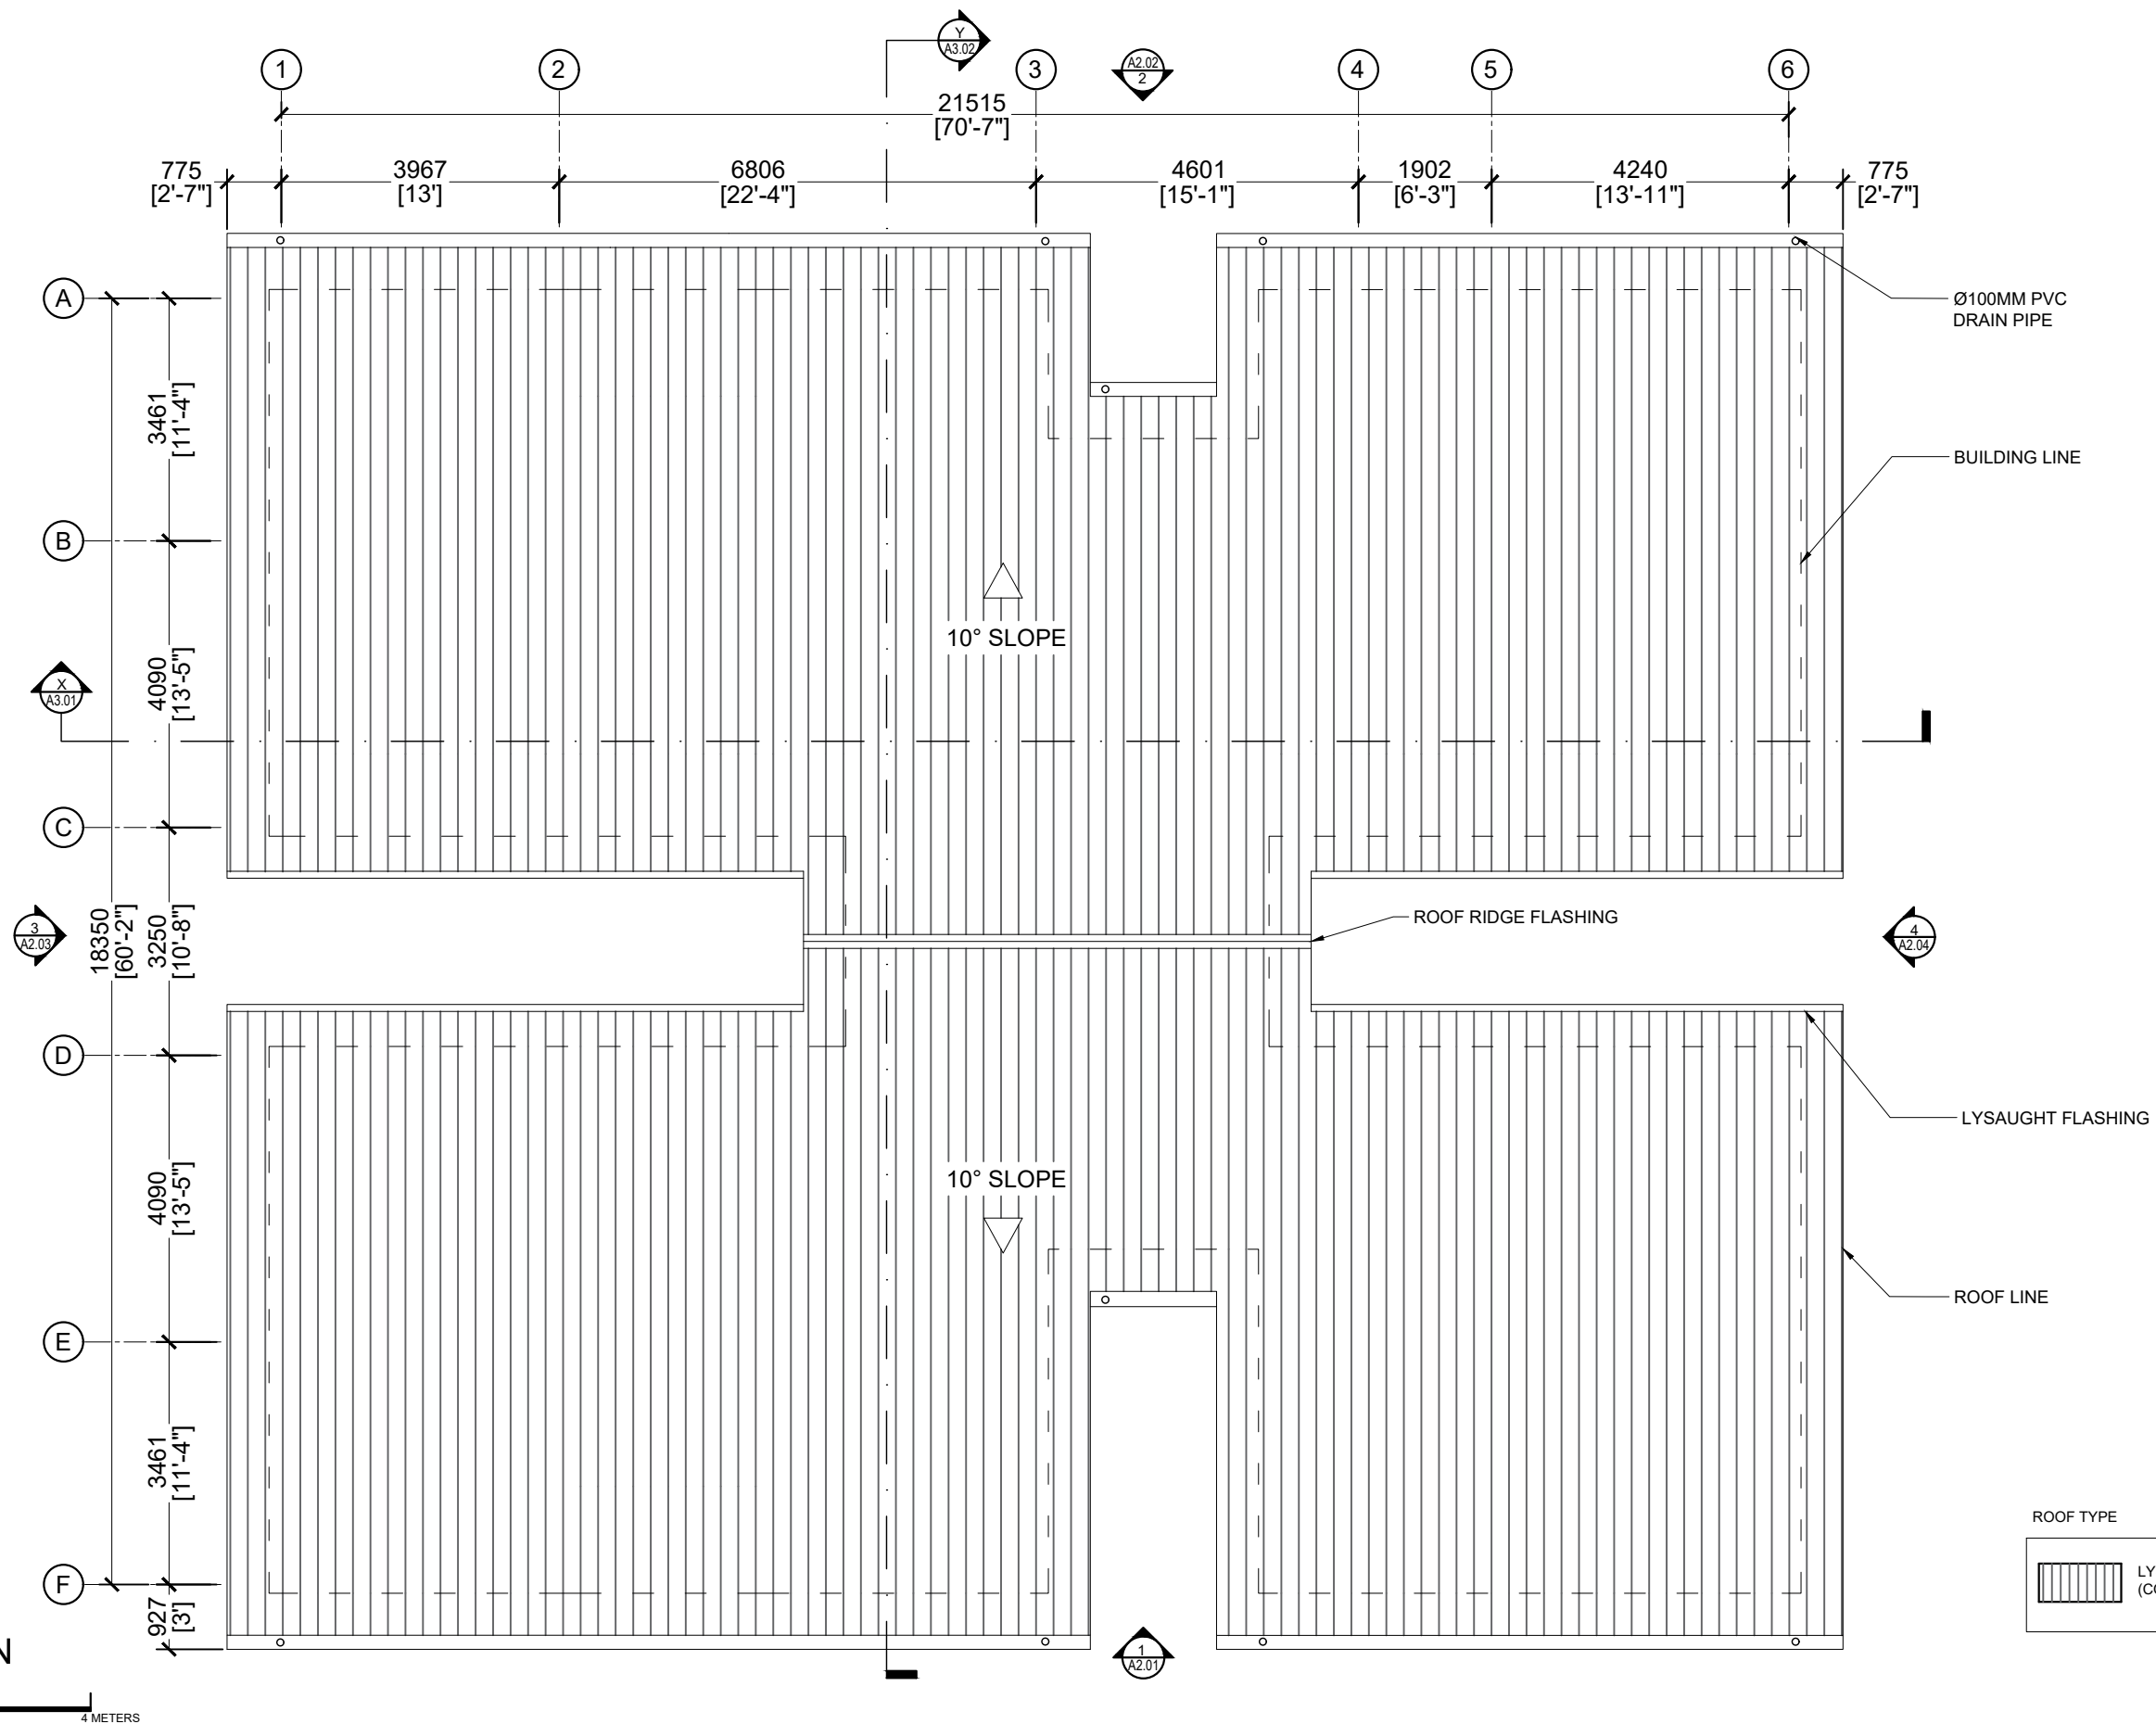 Y
A3.02
1
2
3
A2.02
2
4
5
6
21515
[70'-7"]
775
[2'-7"]
3967
[13']
6806
[22'-4"]
4601
[15'-1"]
1902
[6'-3"]
4240
[13'-11"]
775
[2'-7"]
A
Ø100MM PVC
DRAIN PIPE
3461
[11'-4"]
BUILDING LINE
B
10° SLOPE
4090
[13'-5"]
X
A3.01
C
18350
[60'-2"]
3250
[10'-8"]
3
A2.03
ROOF RIDGE FLASHING
4
A2.04
D
LYSAUGHT FLASHING
10° SLOPE
4090
[13'-5"]
ROOF LINE
E
3461
[11'-4"]
ROOF TYPE
F
927
[3']
1
A2.01
N
4 METERS